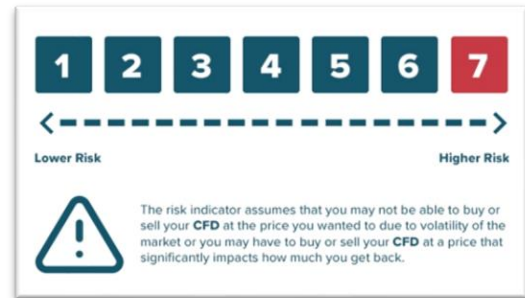 1 2 3 4 5 6 7
Lower Risk Higher Risk
The risk indicator assumes that you may not be able to buy or
sell your CFD at the price you wanted to due to volatility of the
market or you may have to buy or sell your CFD at a price that
significantly impacts how much you get back.